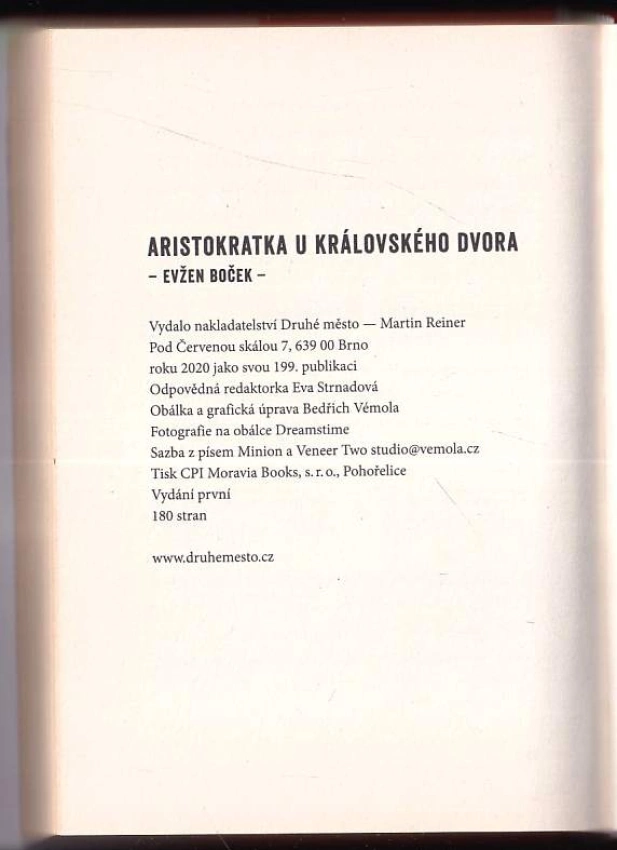 ARISTOKRATKA U KRÁLOVSKÉHO DVORA
– EVŽEN BOČEK –
Vydalo nakladatelství Druhé město — Martin Reiner
Pod Červenou skálou 7, 639 00 Brno
roku 2020 jako svou 199. publikaci
Odpovědná redaktorka Eva Strnadová
Obálka a grafická úprava Bedřich Vémola
Fotografie na obálce Dreamstime
Sazba z písem Minion a Veneer Two studio@vemola.cz
Tisk CPI Moravia Books, s. r. o., Pohořelice
Vydání první
180 stran
www.druhemesto.cz